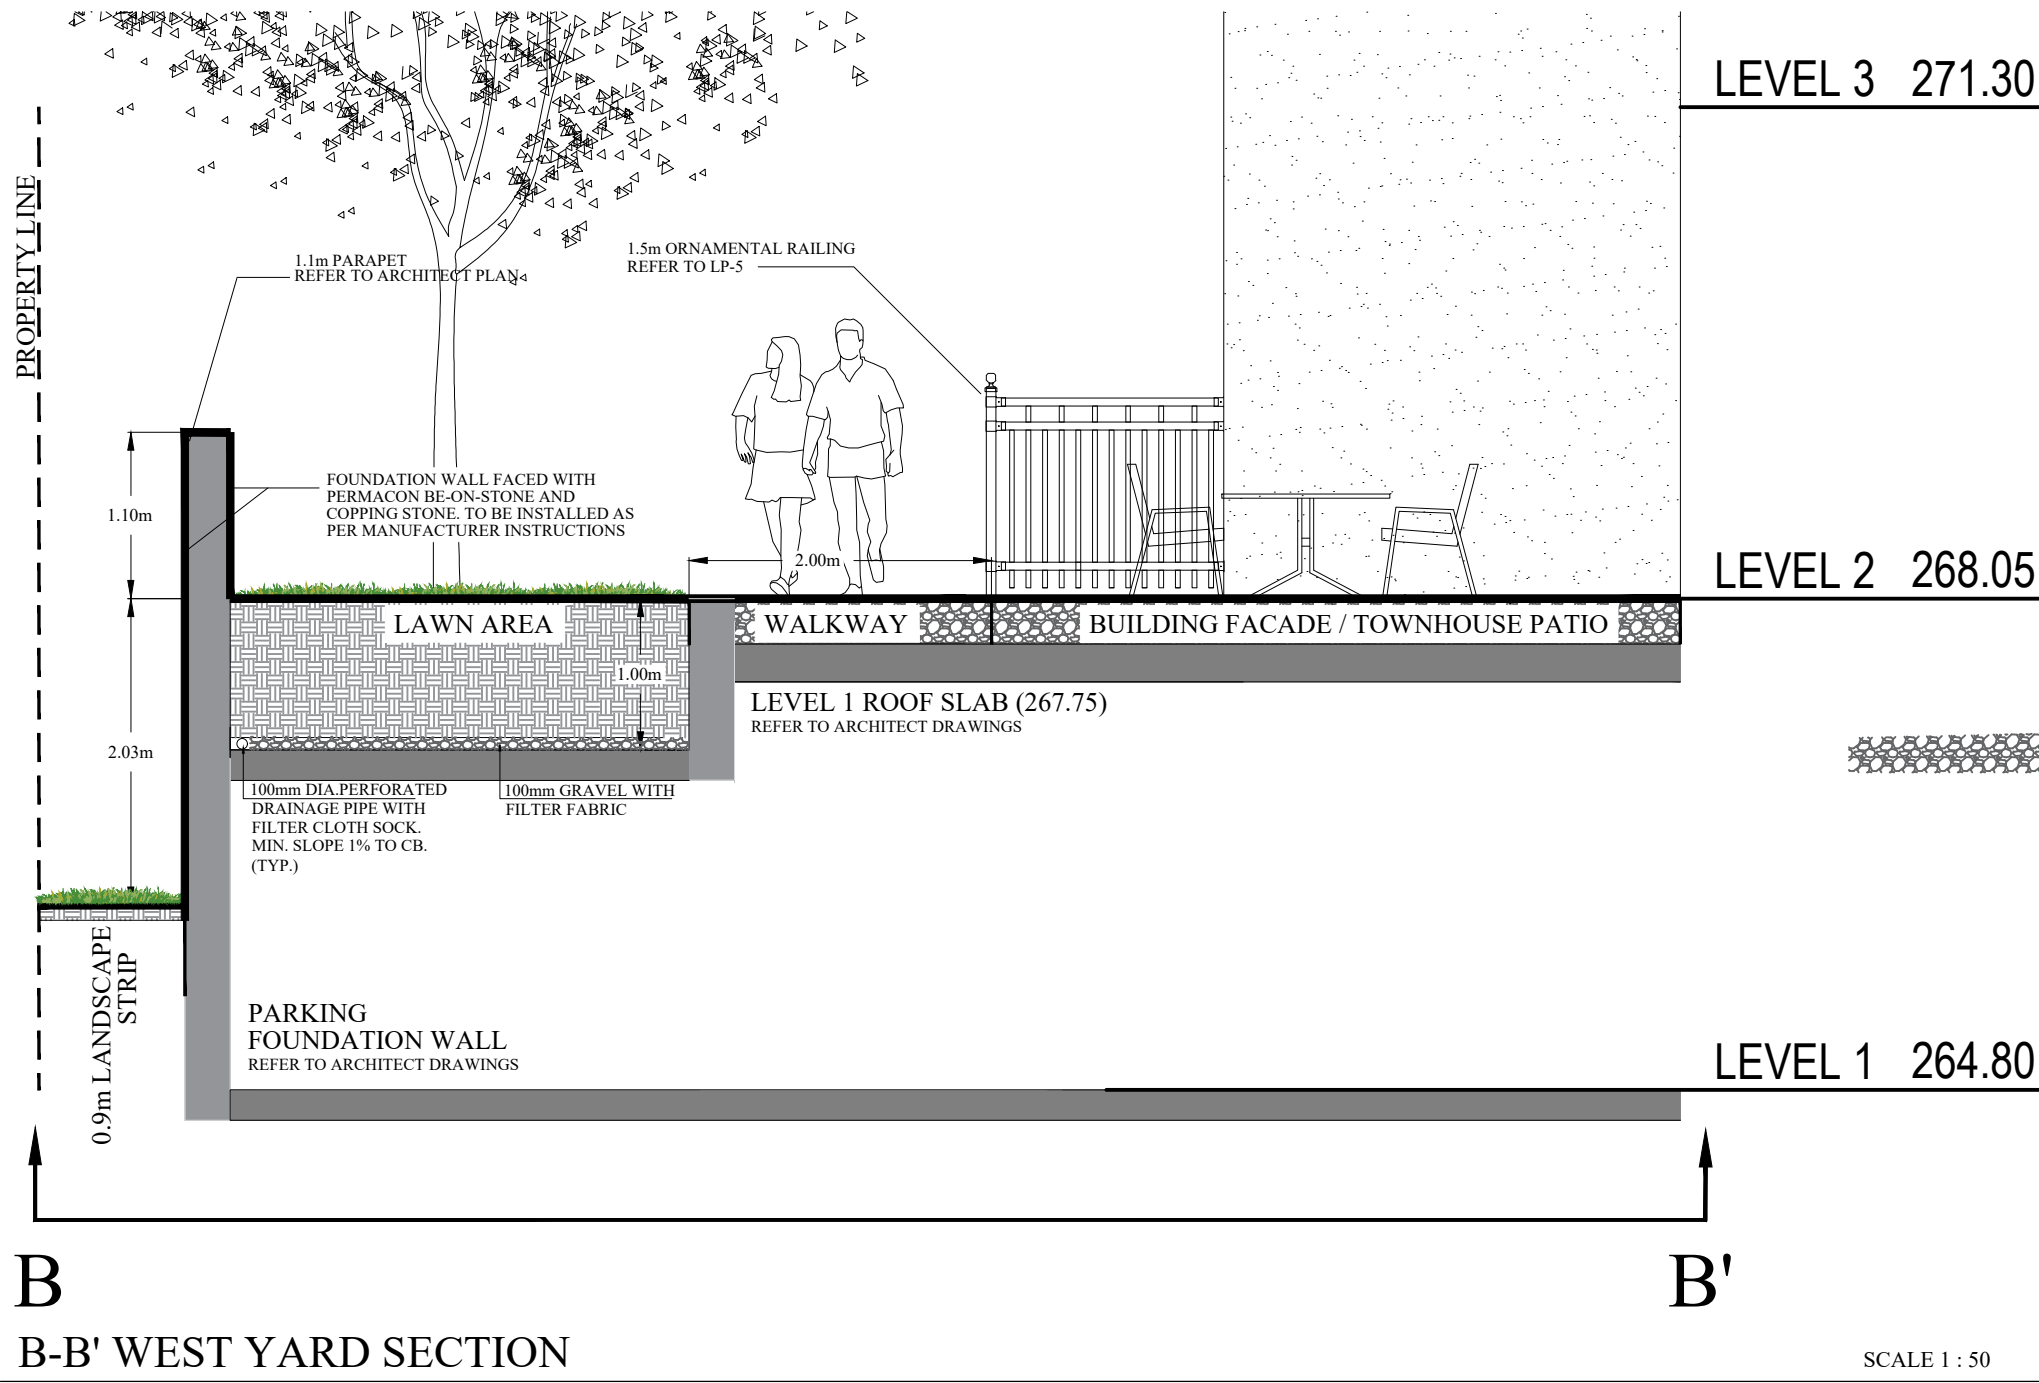 LEVEL 3 271.30
PROPERTY LINE
1.1m PARAPET
REFER TO ARCHITECT PLAN
1.5m ORNAMENTAL RAILING
REFER TO LP-5
FOUNDATION WALL FACED WITH
PERMACON BE-ON-STONE AND
COPPING STONE. TO BE INSTALLED AS
PER MANUFACTURER INSTRUCTIONS
1.10m
2.00m
LEVEL 2 268.05
LAWN AREA
WALKWAY
BUILDING FACADE / TOWNHOUSE PATIO
1.00m
LEVEL 1 ROOF SLAB (267.75)
REFER TO ARCHITECT DRAWINGS
2.03m
100mm DIA.PERFORATED
DRAINAGE PIPE WITH
FILTER CLOTH SOCK.
MIN. SLOPE 1% TO CB.
(TYP.)
100mm GRAVEL WITH
FILTER FABRIC
0.9m LANDSCAPE
STRIP
PARKING
FOUNDATION WALL
REFER TO ARCHITECT DRAWINGS
LEVEL 1 264.80
B
B'
B-B' WEST YARD SECTION
SCALE 1 : 50